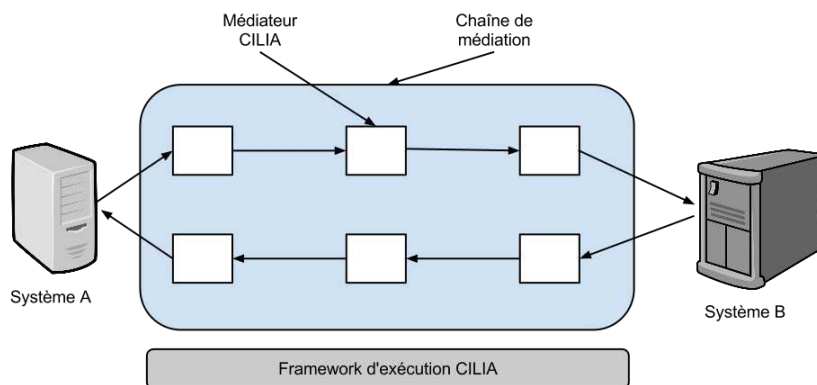 Médiateur
CILIA
Chaîne de
médiation
Système A
Système B
Framework d'exécution CILIA